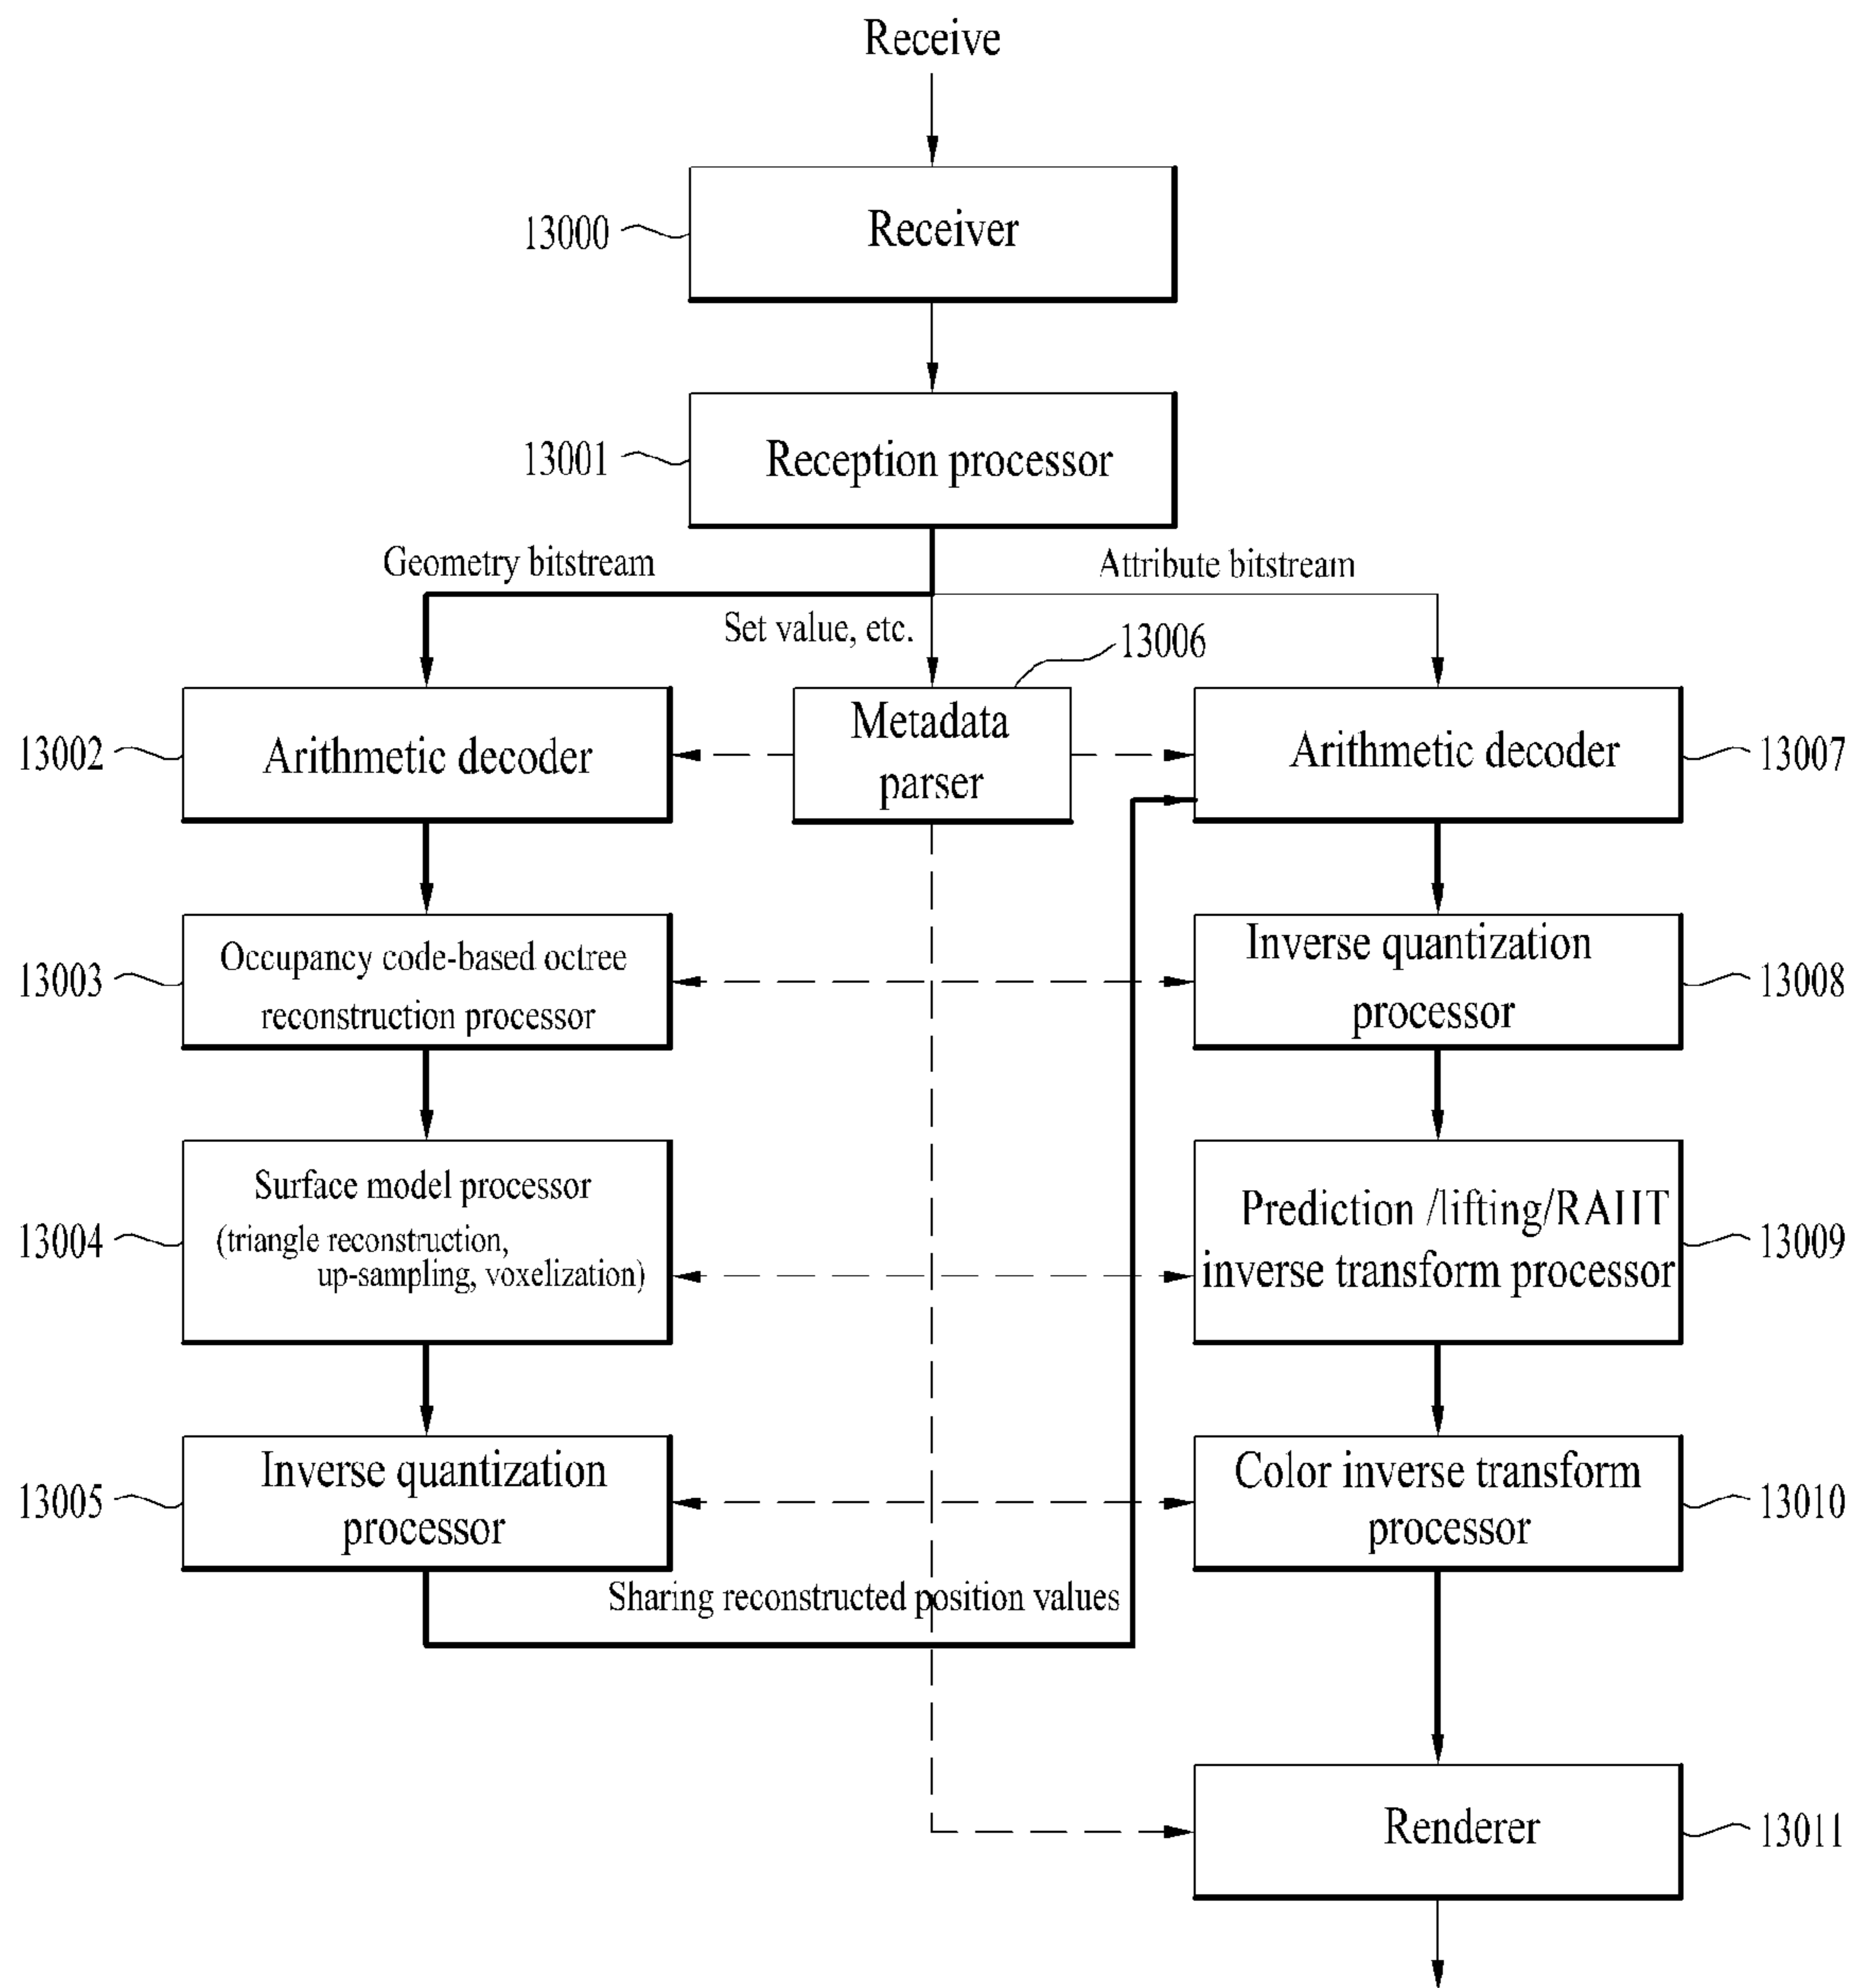 Receive
13000
Receiver
13001
Reception processor
Geometry bitstream
Attribute bitstream
Set value, etc.
13006
13002
Arithmetic decoder
Metadata
parser
Arithmetic decoder
13007
13003
Occupancy code-based octree
reconstruction processor
Inverse quantization
processor
13008
13004
Surface model processor
(triangle reconstruction,
up-sampling, voxelization)
Prediction /lifting/RAHT
inverse transform processor
13009
13005
Inverse quantization
processor
Color inverse transform
processor
13010
Sharing reconstructed position values
Renderer
13011